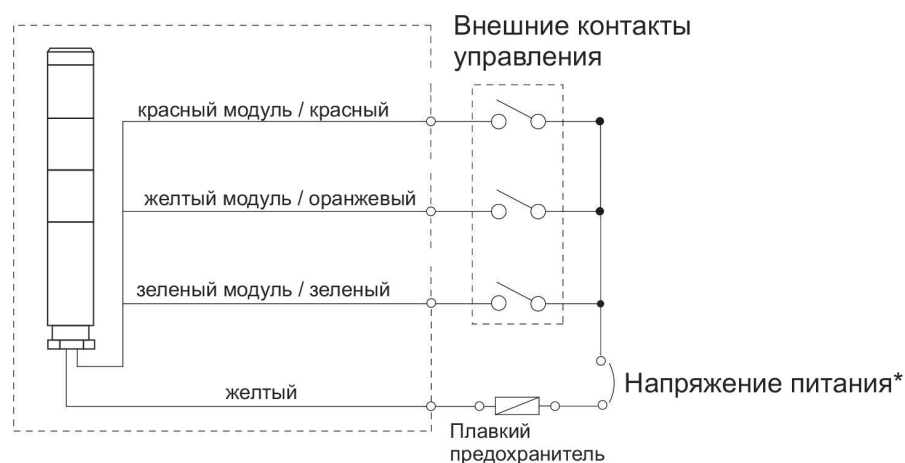 Внешние контакты
управления
красный модуль / красный
желтый модуль / оранжевый
зеленый модуль / зеленый
Напряжение питания*
желтый
Плавкий
предохранитель